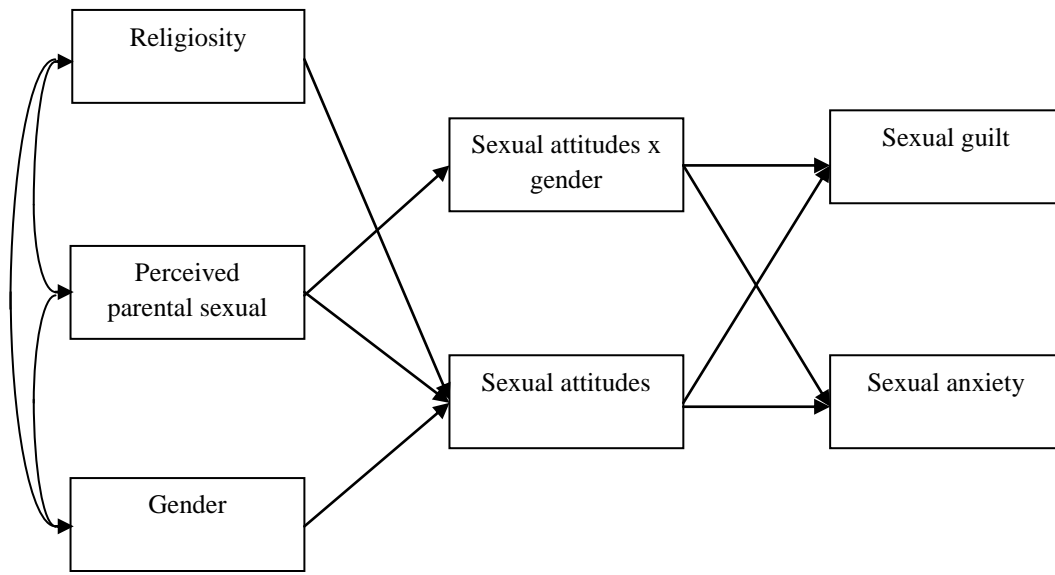 Religiosity
Perceived
parental sexual
Gender
Sexual attitudes x
gender
Sexual attitudes
Sexual guilt
Sexual anxiety